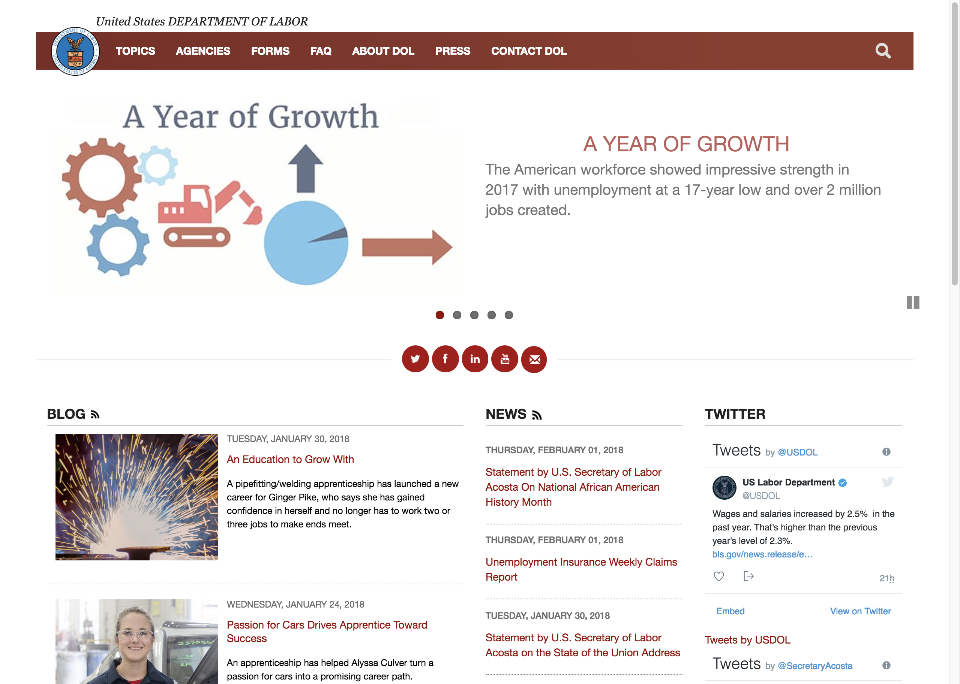 United States DEPARTMENT OF LABOR
TOPICS AGENCIES FORMS FAQ ABOUT DOL PRESS CONTACT DOL
A Year of Growth
A YEAR OF GROWTH
The American workforce showed impressive strength in
2017 with unemployment at a 17-year low and over 2 million
jobs created.
BLOG
TUESDAY, JANUARY 30, 2018
An Education to Grow With
A pipefitting/welding apprenticeship has launched a new
career for Ginger Pike, who says she has gained
confidence in herself and no longer has to work two or
three jobs to make ends meet.
WEDNESDAY, JANUARY 24, 2018
Passion for Cars Drives Apprentice Toward
Success
An apprenticeship has helped Alyssa Culver turn a
passion for cars into a promising career path.
NEWS
THURSDAY, FEBRUARY 01, 2018
Statement by U.S. Secretary of Labor
Acosta On National African American
History Month
THURSDAY, FEBRUARY 01, 2018
Unemployment Insurance Weekly Claims
Report
TUESDAY, JANUARY 30, 2018
Statement by U.S. Secretary of Labor
Acosta on the State of the Union Address
TWITTER
Tweets by @USDOL
US Labor Department
@USDOL
Wages and salaries increased by 2.5% in the
past year. That's higher than the previous
year's level of 2.3%.
bls.gov/news.release/e…
21h
Embed View on Twitter
Tweets by USDOL
Tweets by @SecretaryAcosta